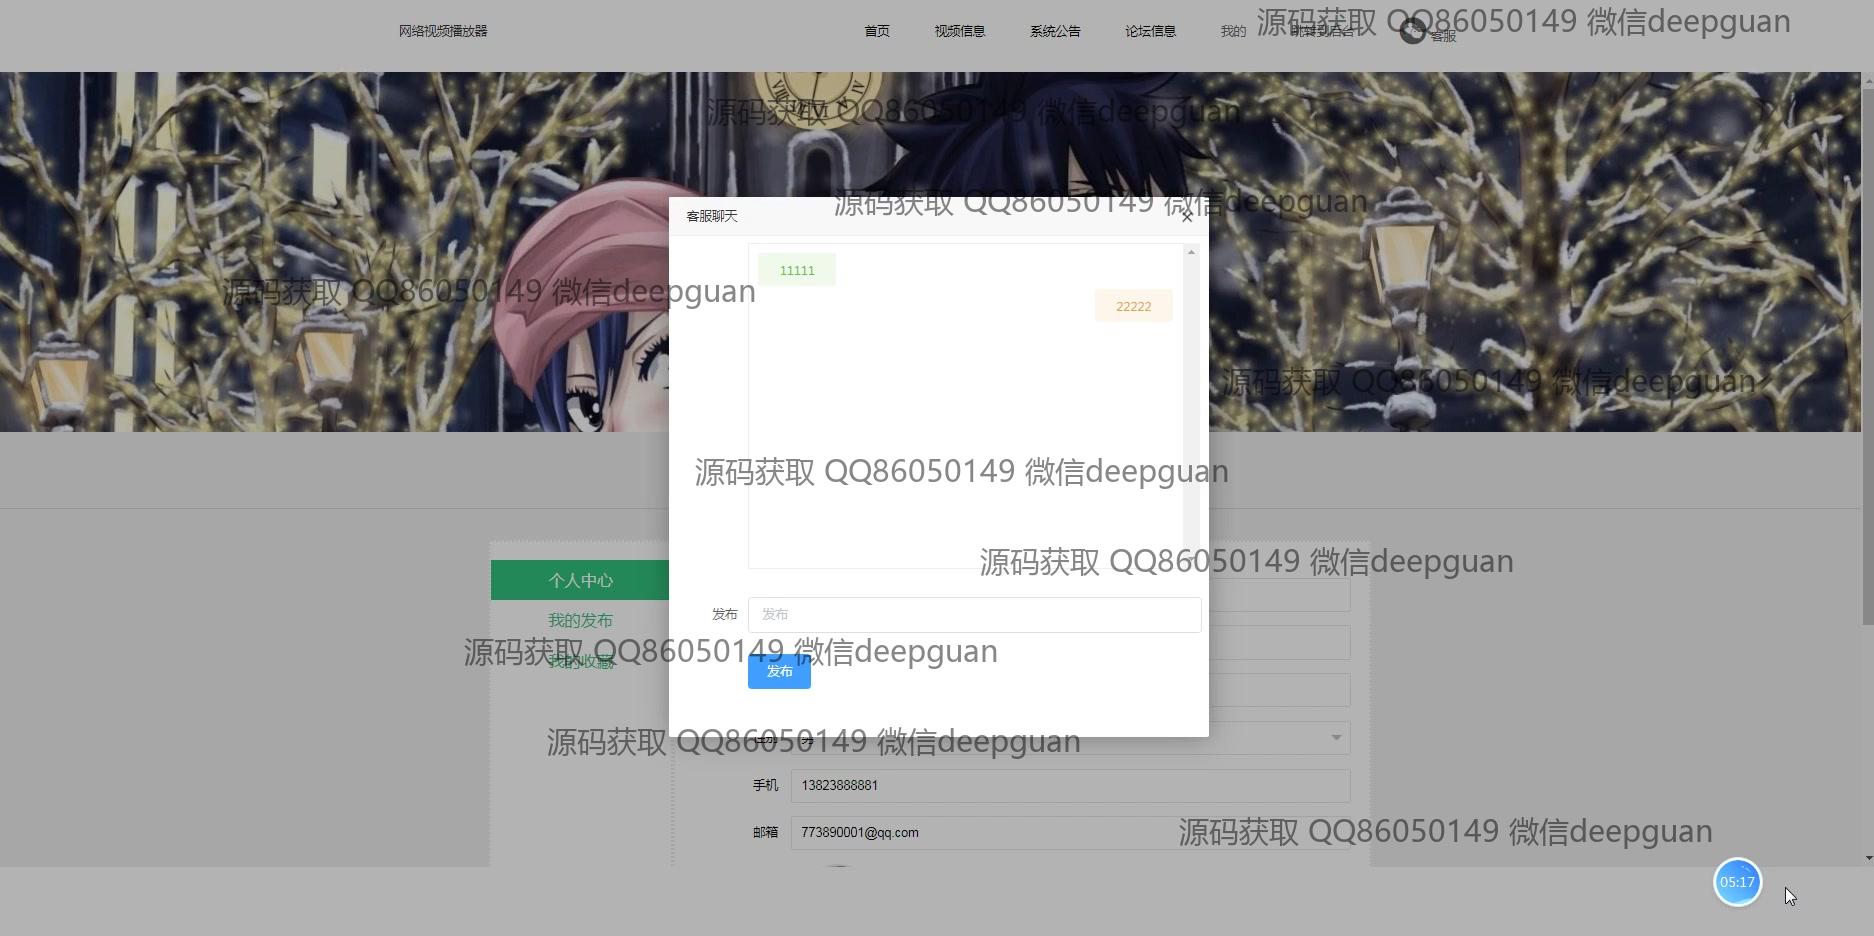 网络视频播放器 首页 视频信息 系统公告 论坛信息 我的 跳转到后台 客服
源码获取 QQ86050149 微信deepguan
源码获取 QQ86050149 微信deepguan
源码获取 QQ86050149 微信deepguan
客服聊天 ×
11111
源码获取 QQ86050149 微信deepguan
22222
源码获取 QQ86050149 微信deepguan
源码获取 QQ86050149 微信deepguan
源码获取 QQ86050149 微信deepguan
个人中心
发布 发布
我的发布
源码获取 QQ86050149 微信deepguan
我的收藏
发布
源码获取 QQ86050149 微信deepguan
性别 男
手机 13823888881
邮箱 773890001@qq.com
源码获取 QQ86050149 微信deepguan
05:17